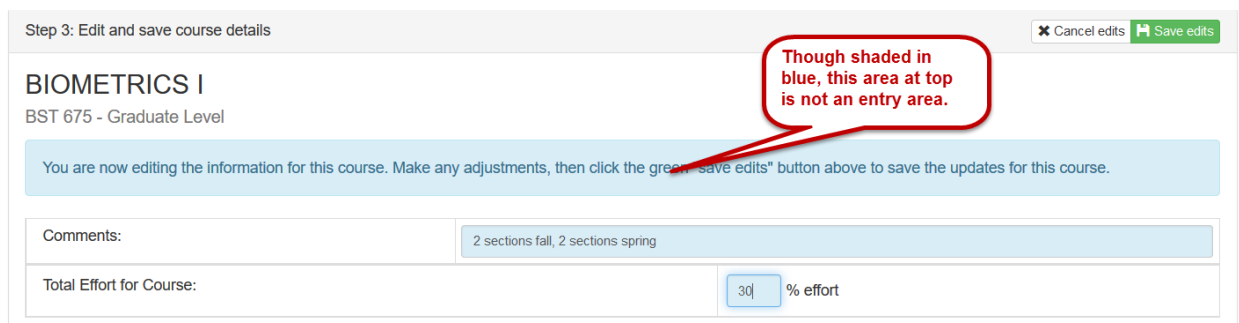 Step 3: Edit and save course details
Cancel edits Save edits
Though shaded in
blue, this area at top
is not an entry area.
BIOMETRICS I
BST 675 - Graduate Level
You are now editing the information for this course. Make any adjustments, then click the green "save edits" button above to save the updates for this course.
Comments: 2 sections fall, 2 sections spring
Total Effort for Course: 30 % effort